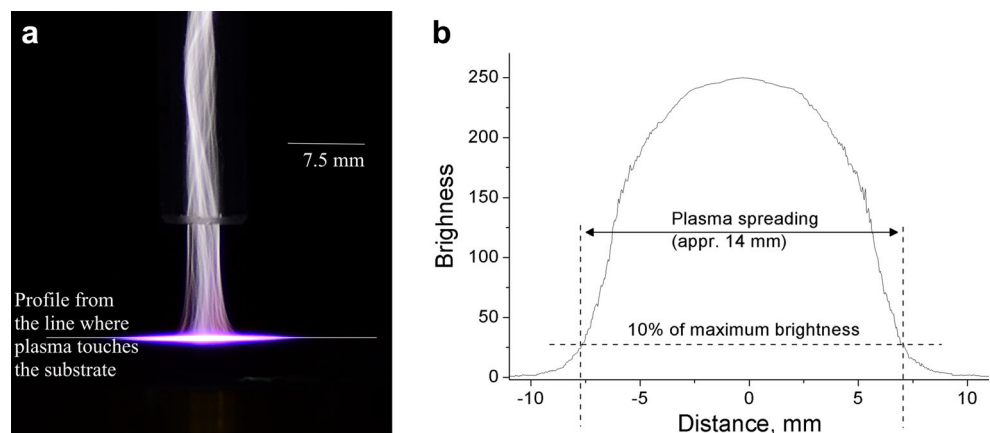 a
7.5 mm
Profile from
the line where
plasma touches
the substrate
b
Brighness
250
200
150
100
50
0
Plasma spreading
(appr. 14 mm)
10% of maximum brightness
-10
-5
0
5
10
Distance, mm